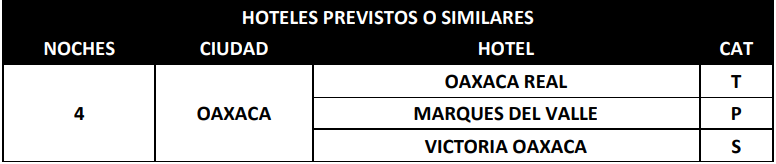 HOTELES PREVISTOS O SIMILARES
NOCHES CIUDAD HOTEL CAT
OAXACA REAL T
4 OAXACA MARQUES DEL VALLE P
VICTORIA OAXACA S